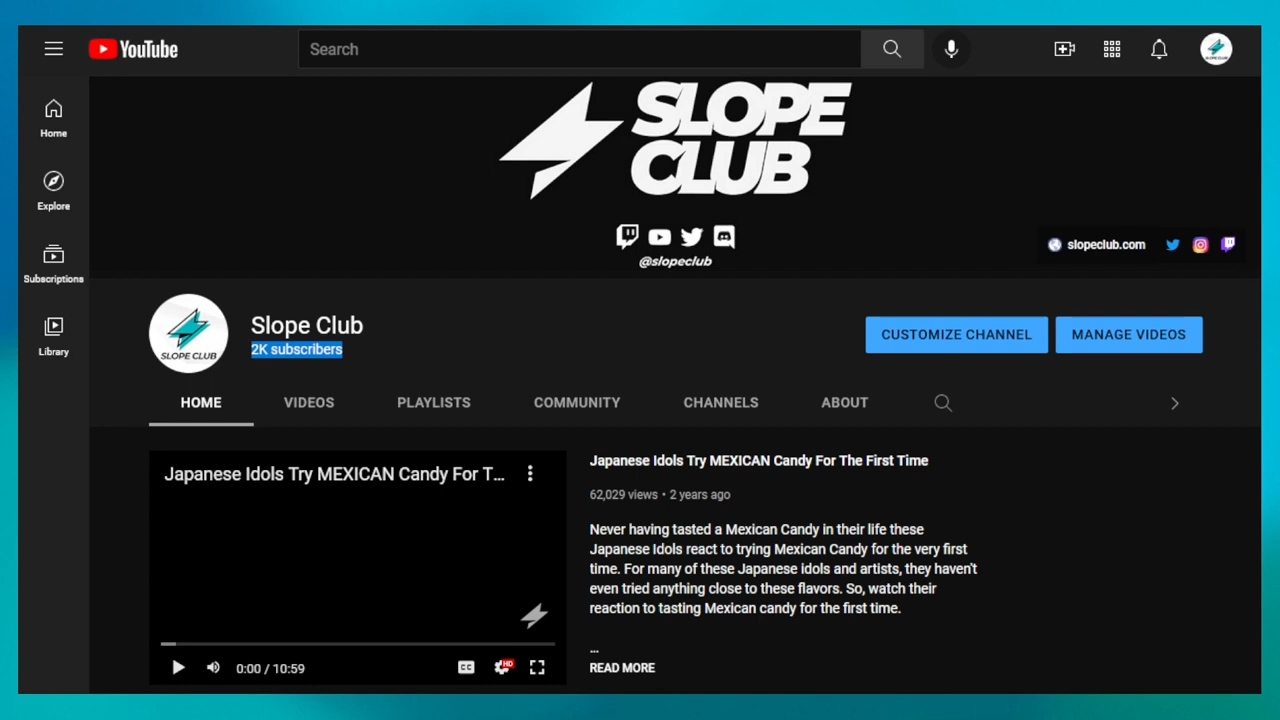 YouTube
Search
SLOPE CLUB
Home
Explore
Subscriptions
Library
SLOPE
CLUB
@slopeclub
slopeclub.com
SLOPE CLUB
Slope Club
2K subscribers
CUSTOMIZE CHANNEL
MANAGE VIDEOS
HOME
VIDEOS
PLAYLISTS
COMMUNITY
CHANNELS
ABOUT
Japanese Idols Try MEXICAN Candy For T...
CC
HD
0:00 / 10:59
Japanese Idols Try MEXICAN Candy For The First Time
62,029 views • 2 years ago
Never having tasted a Mexican Candy in their life these
Japanese Idols react to trying Mexican Candy for the very first
time. For many of these Japanese idols and artists, they haven't
even tried anything close to these flavors. So, watch their
reaction to tasting Mexican candy for the first time.
...
READ MORE